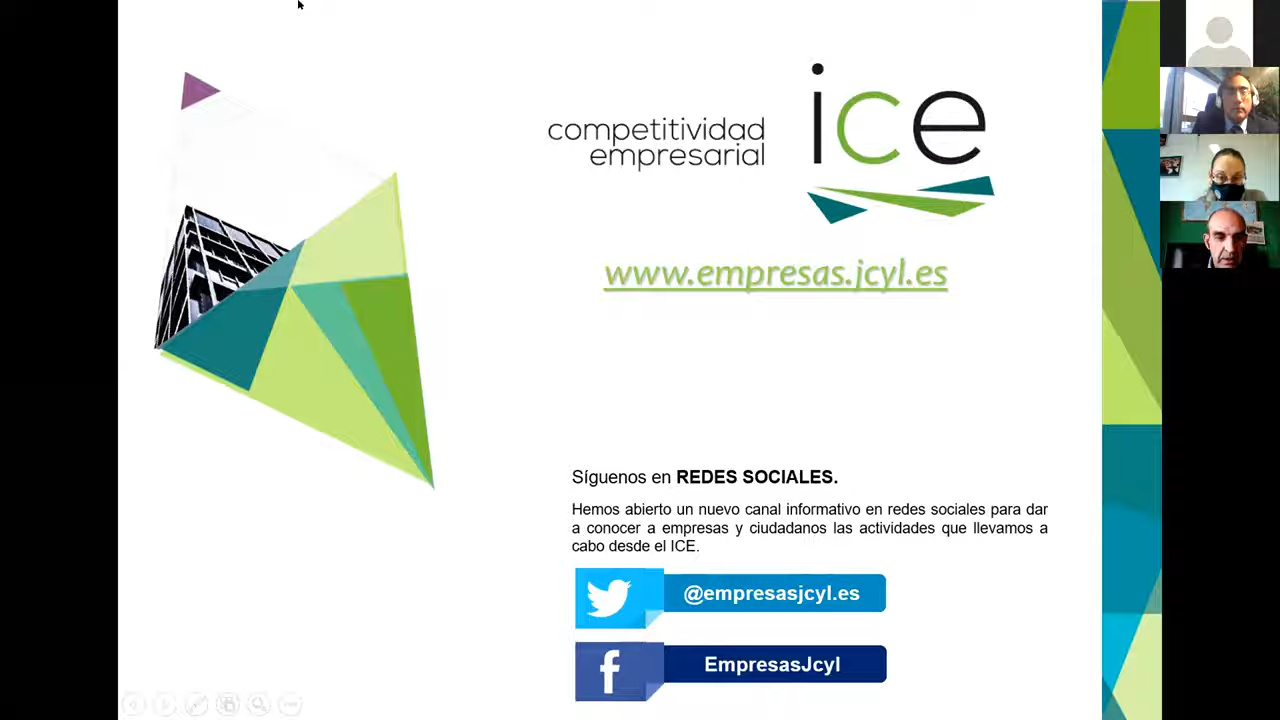 competitividad
empresarial
ice
www.empresas.jcyl.es
Síguenos en REDES SOCIALES.
Hemos abierto un nuevo canal informativo en redes sociales para dar
a conocer a empresas y ciudadanos las actividades que llevamos a
cabo desde el ICE.
@empresasjcyl.es
EmpresasJcyl